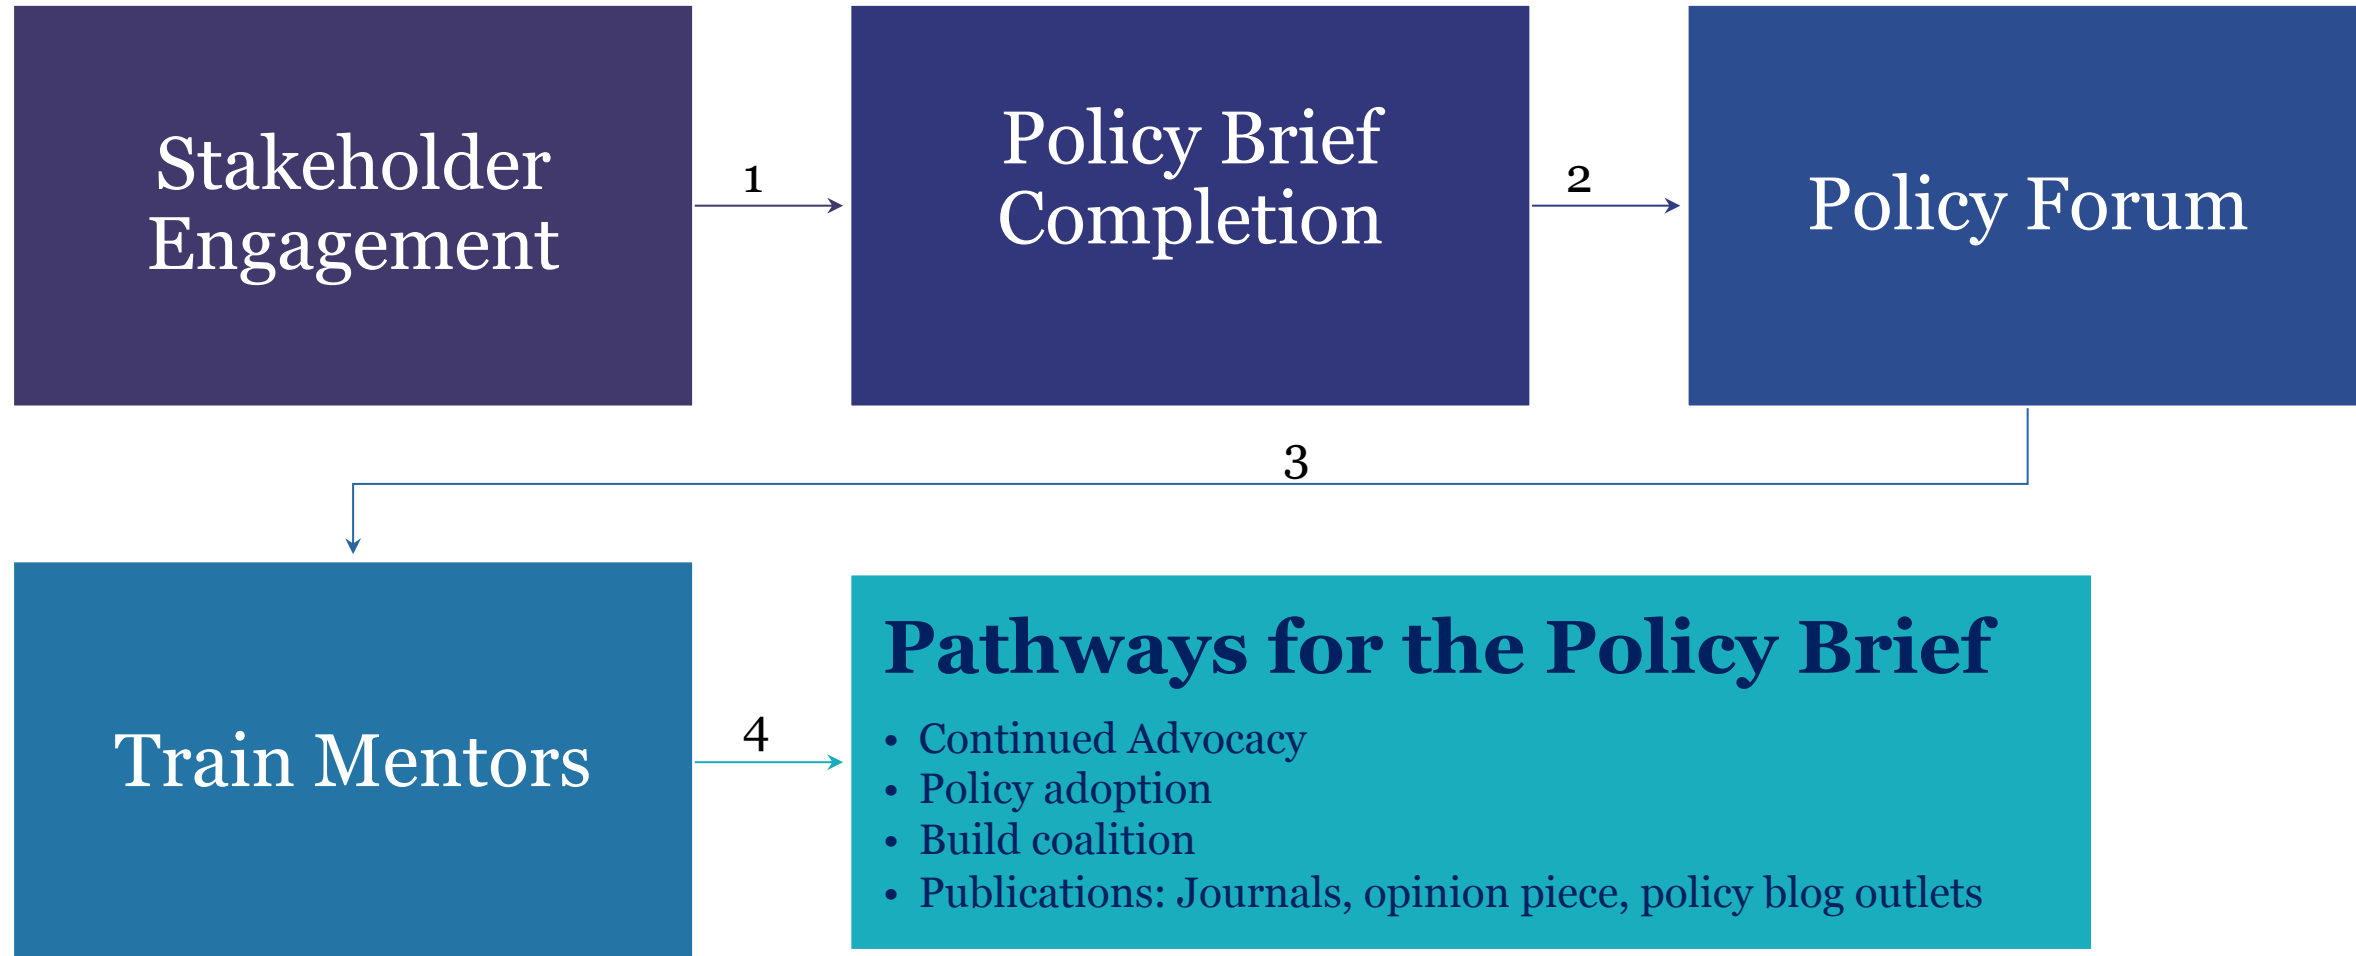 Stakeholder
Engagement
1
Policy Brief
Completion
2
Policy Forum
3
Train Mentors
4
Pathways for the Policy Brief
• Continued Advocacy
• Policy adoption
• Build coalition
• Publications: Journals, opinion piece, policy blog outlets